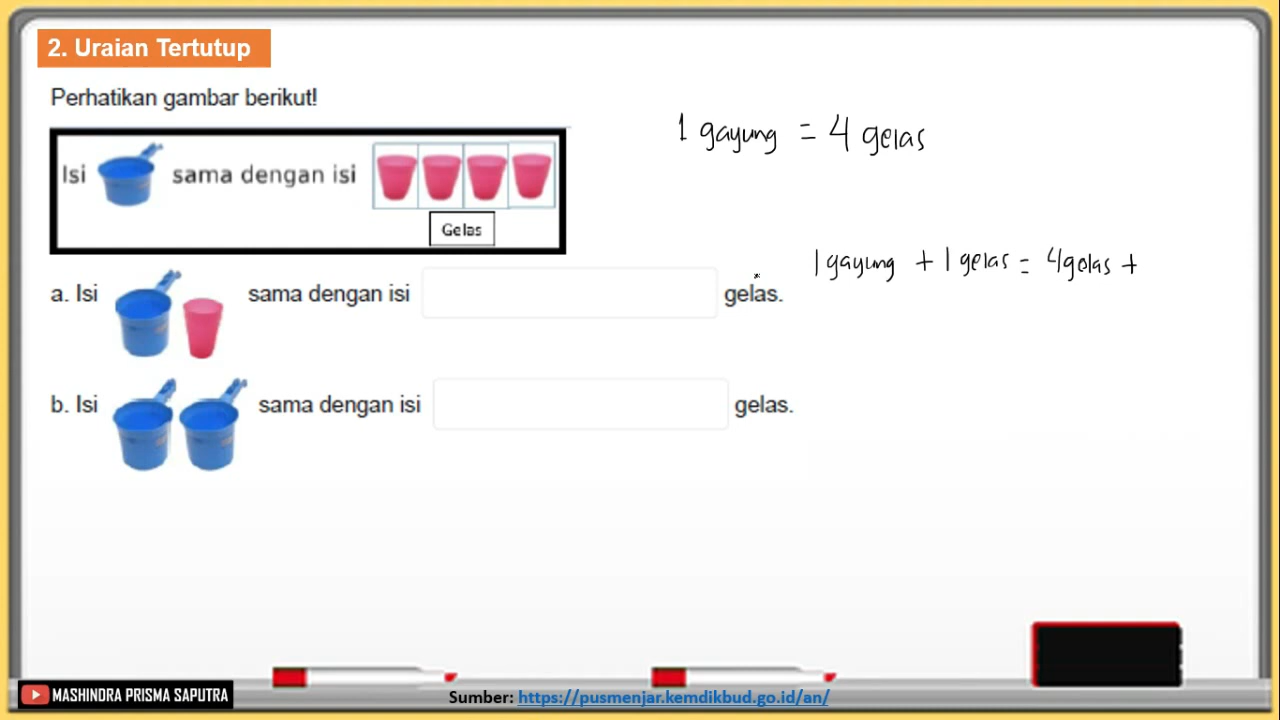 2. Uraian Tertutup
Perhatikan gambar berikut!
Isi sama dengan isi
Gelas
1 gayung = 4 gelas
1 gayung + 1 gelas = 4 gelas +
a. Isi sama dengan isi gelas.
b. Isi sama dengan isi gelas.
MASHINDRA PRISMA SAPUTRA
Sumber: https://pusmenjar.kemdikbud.go.id/an/